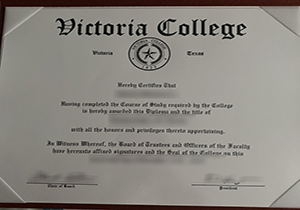 Victoria College
Victoria
Texas
Hereby Certifies That
Having completed the Course of Study required by the College
is hereby awarded this Diploma and the title of
with all the honors and privileges thereto appertaining.
In Witness Whereof, the Board of Trustees and Officers of the Faculty
have hereunto affixed signatures and the Seal of the College on this
Chair of Board
President